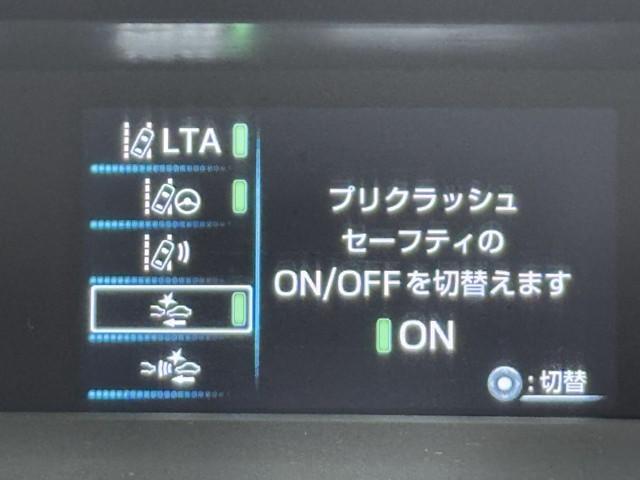 LTA
プリクラッシュ
セーフティの
ON/OFFを切替えます
ON
:切替